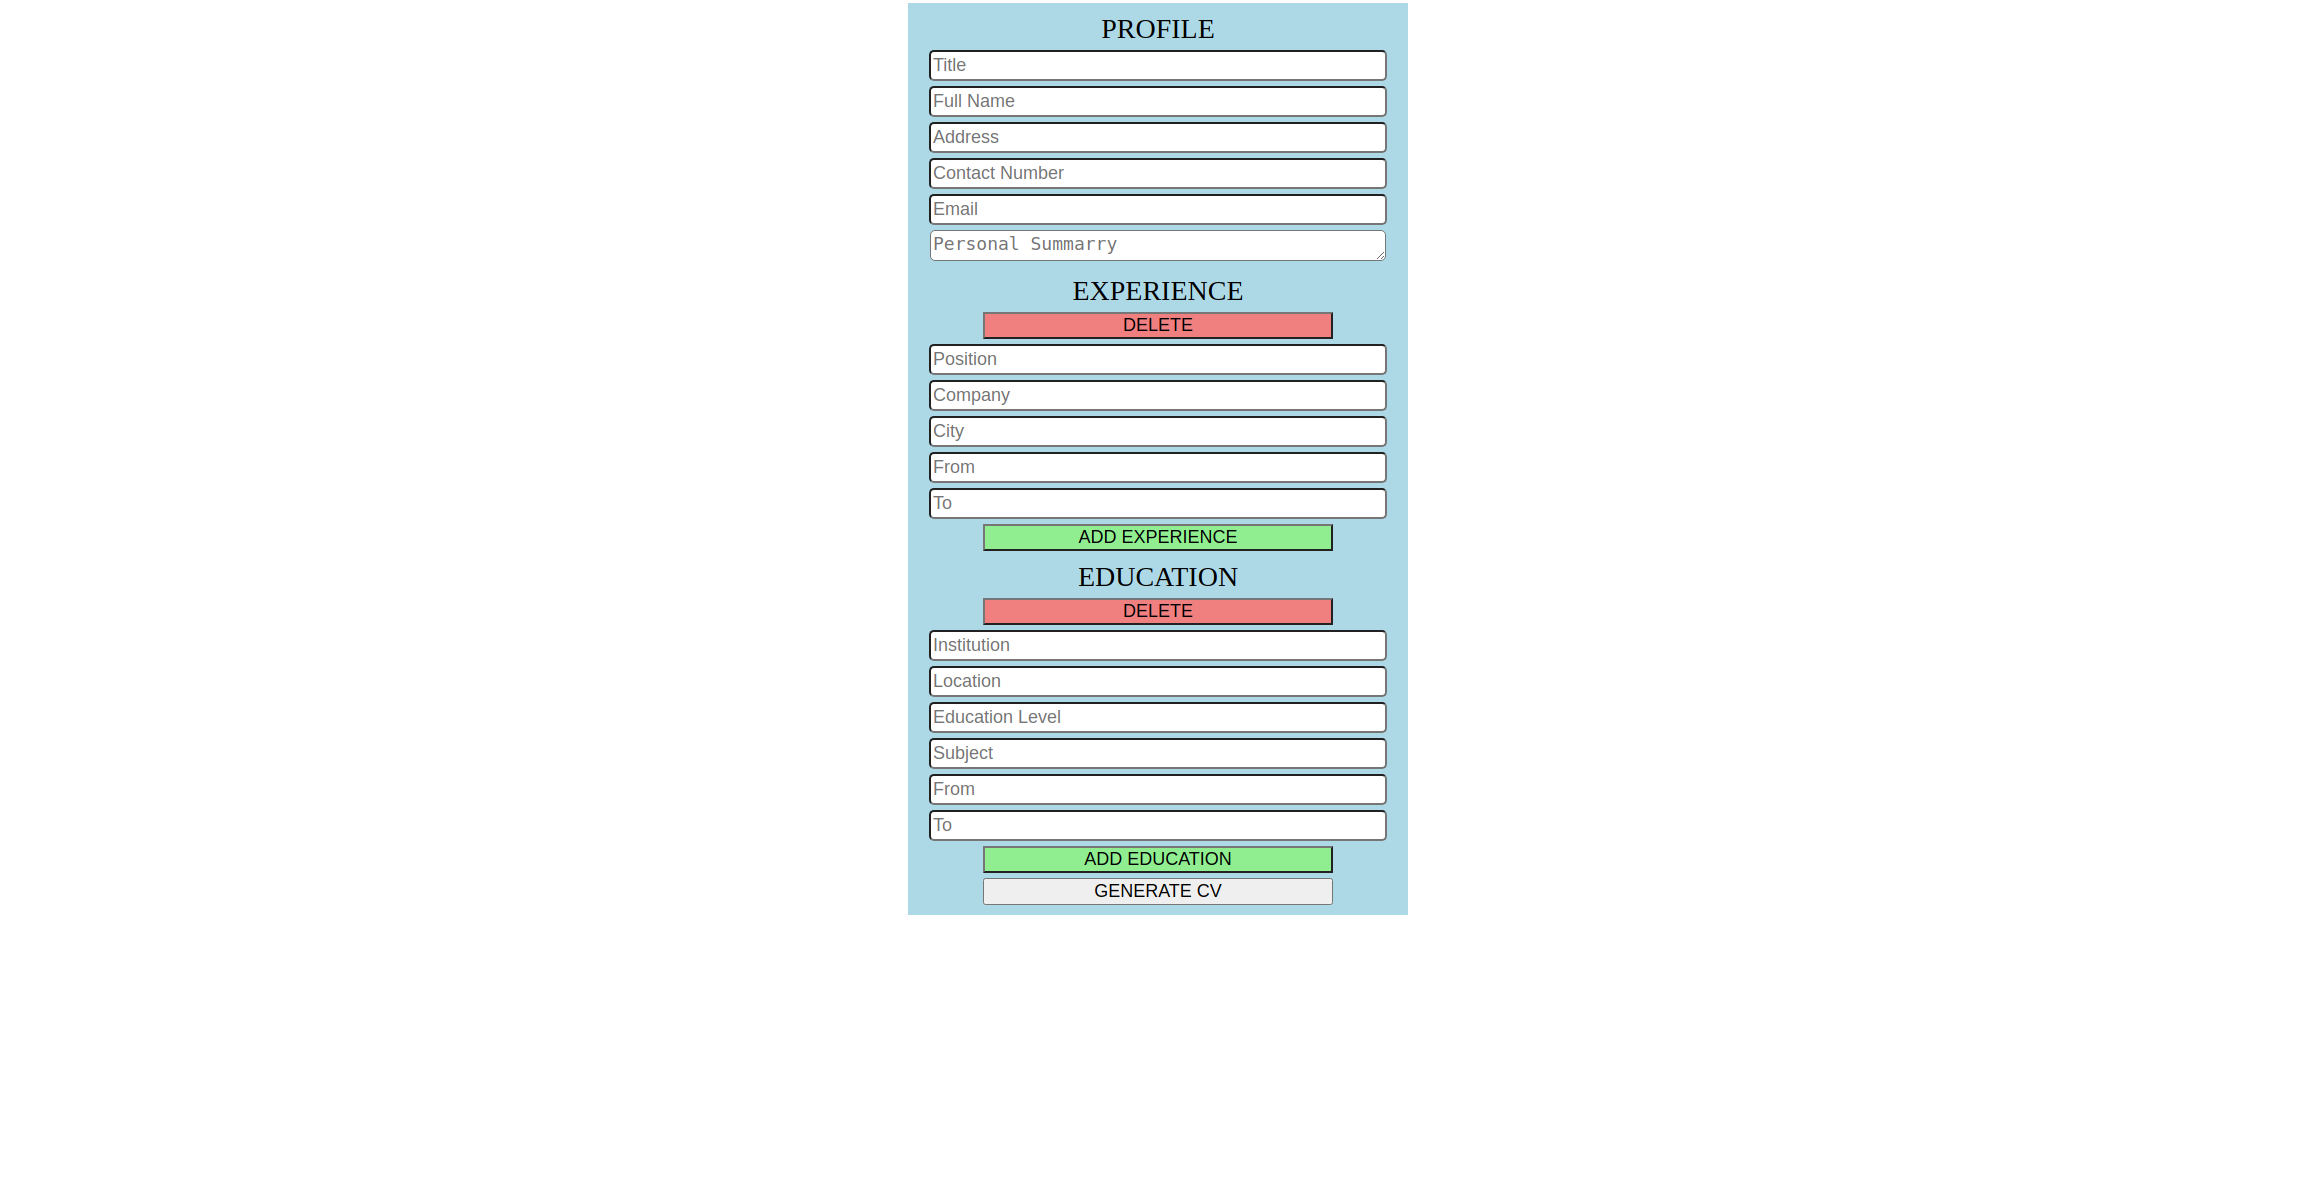 PROFILE
Title
Full Name
Address
Contact Number
Email
Personal Summarry
EXPERIENCE
DELETE
Position
Company
City
From
To
ADD EXPERIENCE
EDUCATION
DELETE
Institution
Location
Education Level
Subject
From
To
ADD EDUCATION
GENERATE CV